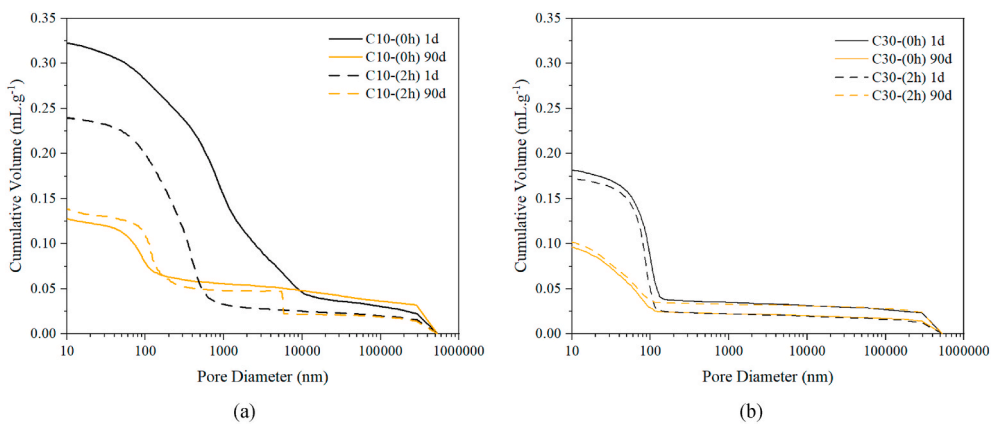 (a)
0.35
0.30
0.25
0.20
0.15
0.10
0.05
0.00
Cumulative Volume (mL.g⁻¹)
C10-(0h) 1d
C10-(0h) 90d
C10-(2h) 1d
C10-(2h) 90d
10 100 1000 10000 100000 1000000
Pore Diameter (nm)
(a)
(b)
0.35
0.30
0.25
0.20
0.15
0.10
0.05
0.00
Cumulative Volume (mL.g⁻¹)
C30-(0h) 1d
C30-(0h) 90d
C30-(2h) 1d
C30-(2h) 90d
10 100 1000 10000 100000 1000000
Pore Diameter (nm)
(b)